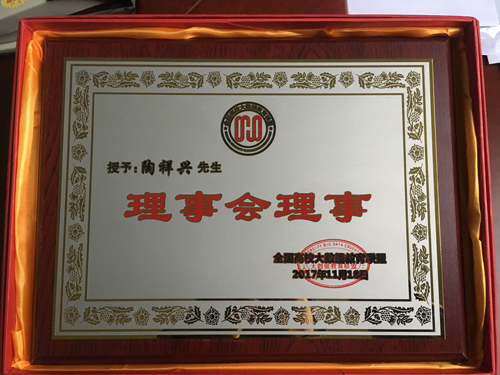 授予：陶祥兴 先生
理事会理事
全国高校大数据教育联盟
2017年11月18日